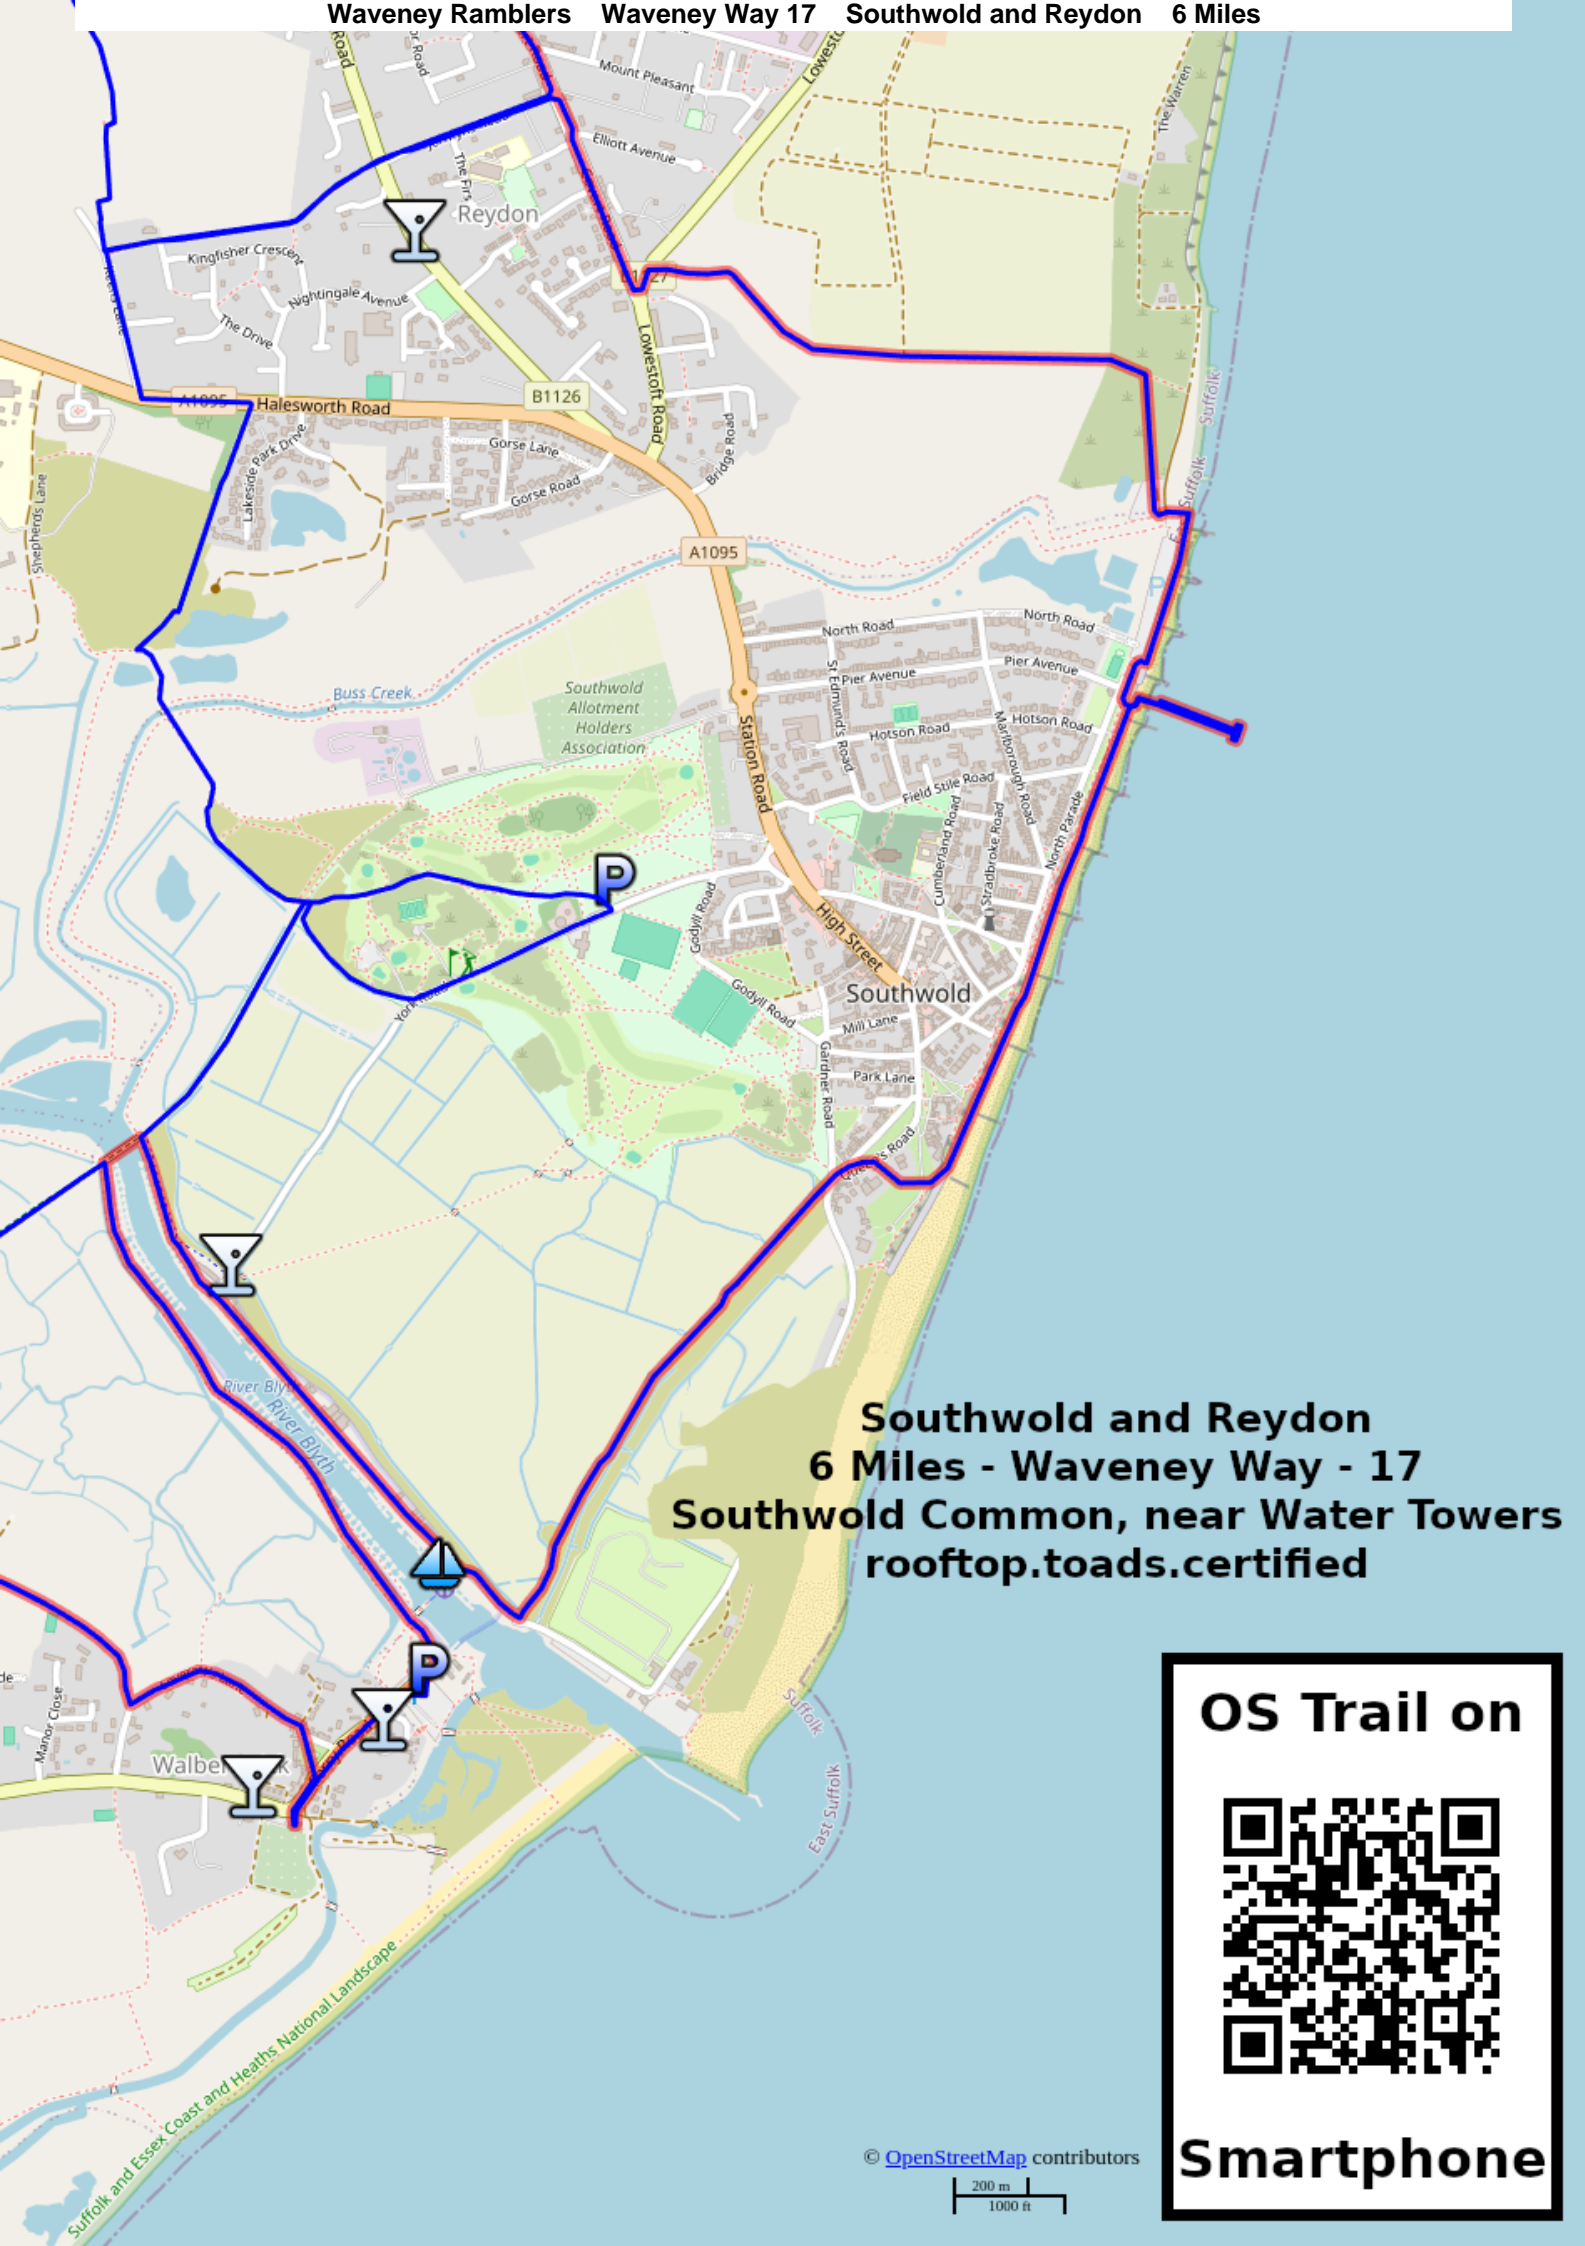 Waveney Ramblers Waveney Way 17 Southwold and Reydon 6 Miles
Road
Road
Mount Pleasant
The Warren
Elliott Avenue
The Firs
Reydon
Kingfisher Crescent
Nightingale Avenue
The Drive
Lowestoft Road
Suffolk
A1095
Halesworth Road
B1126
Gorse Lane
Bridge Road
Lakeside Park Drive
Gorse Road
Shepherds Lane
Suffolk
A1095
P
North Road
North Road
Pier Avenue
St Edmund's Road
Pier Avenue
Buss Creek
Southwold
Allotment
Holders
Association
Station Road
Marlborough Road
Hotson Road
Hotson Road
Field Stile Road
North Parade
Cumberland Road
Stradbroke Road
P
Godyll Road
High Street
Southwold
Godyll Road
York Road
Mill Lane
Gardner Road
Park Lane
Queen's Road
River Blyth
River Blyth
Southwold and Reydon
6 Miles - Waveney Way - 17
Southwold Common, near Water Towers
rooftop.toads.certified
P
Manor Close
Suffolk
East Suffolk
OS Trail on
Suffolk and Essex Coast and Heaths National Landscape
Smartphone
© OpenStreetMap contributors
200 m
1000 ft